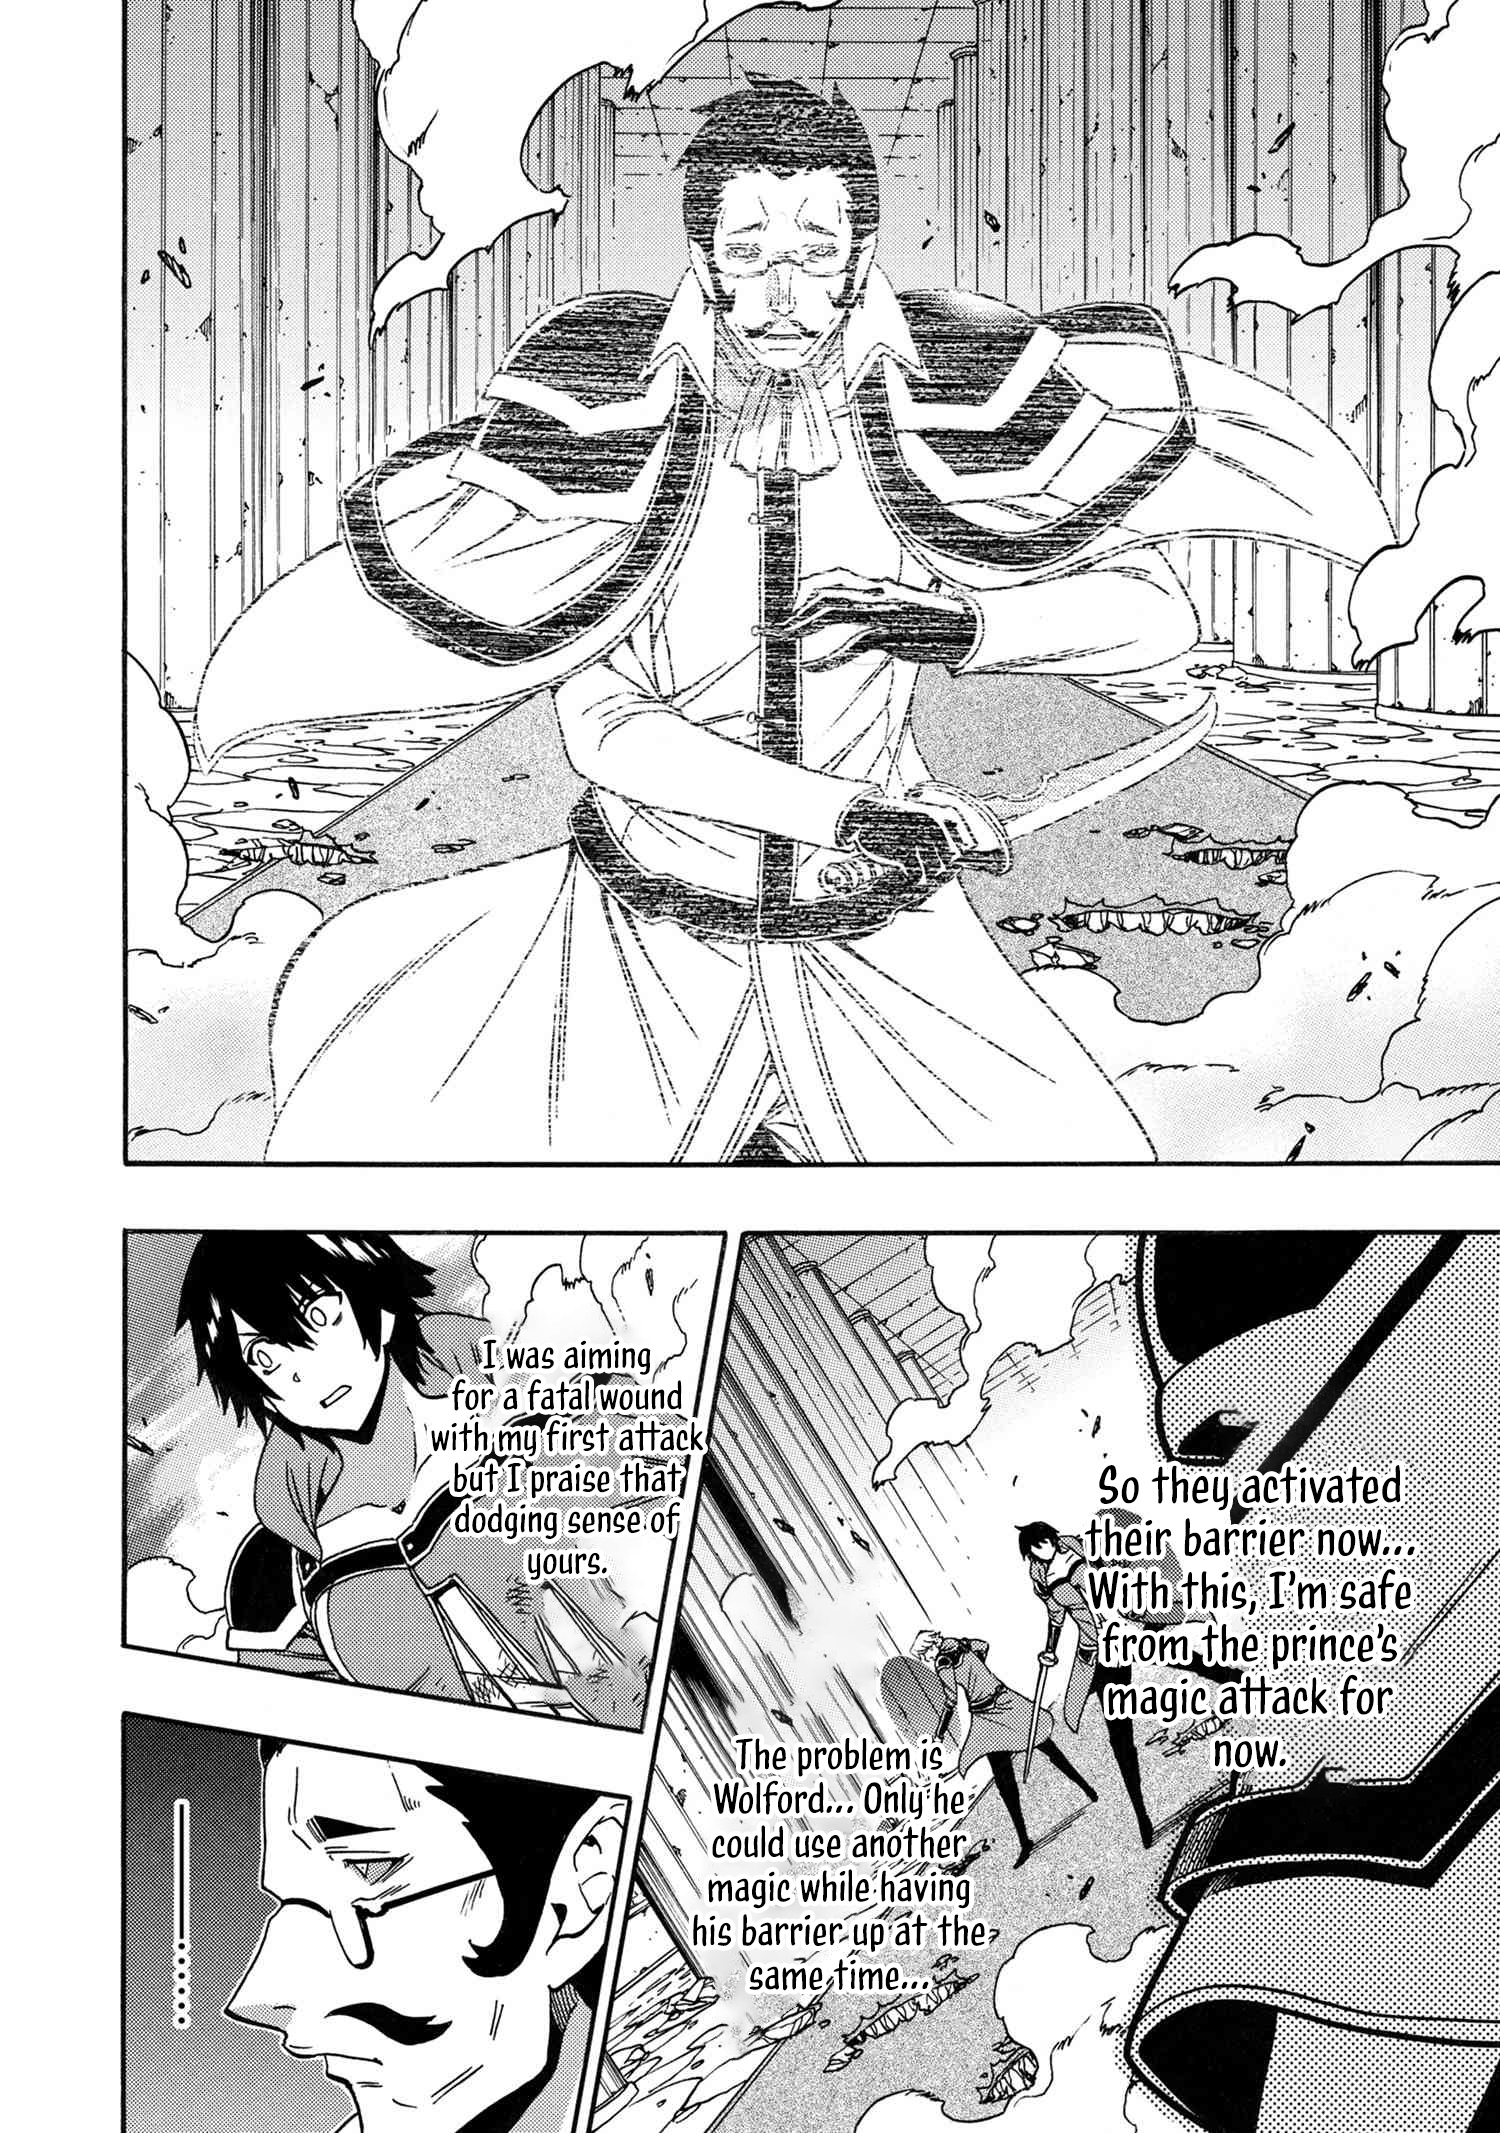 So they activated
their barrier now...
With this, I'm safe
from the prince's
magic attack for
now.
The problem is
Wolford... Only he
could use another
magic while having
his barrier up at the
same time...
I was aiming
for a fatal wound
with my first attack
but I praise that
dodging sense of
yours.